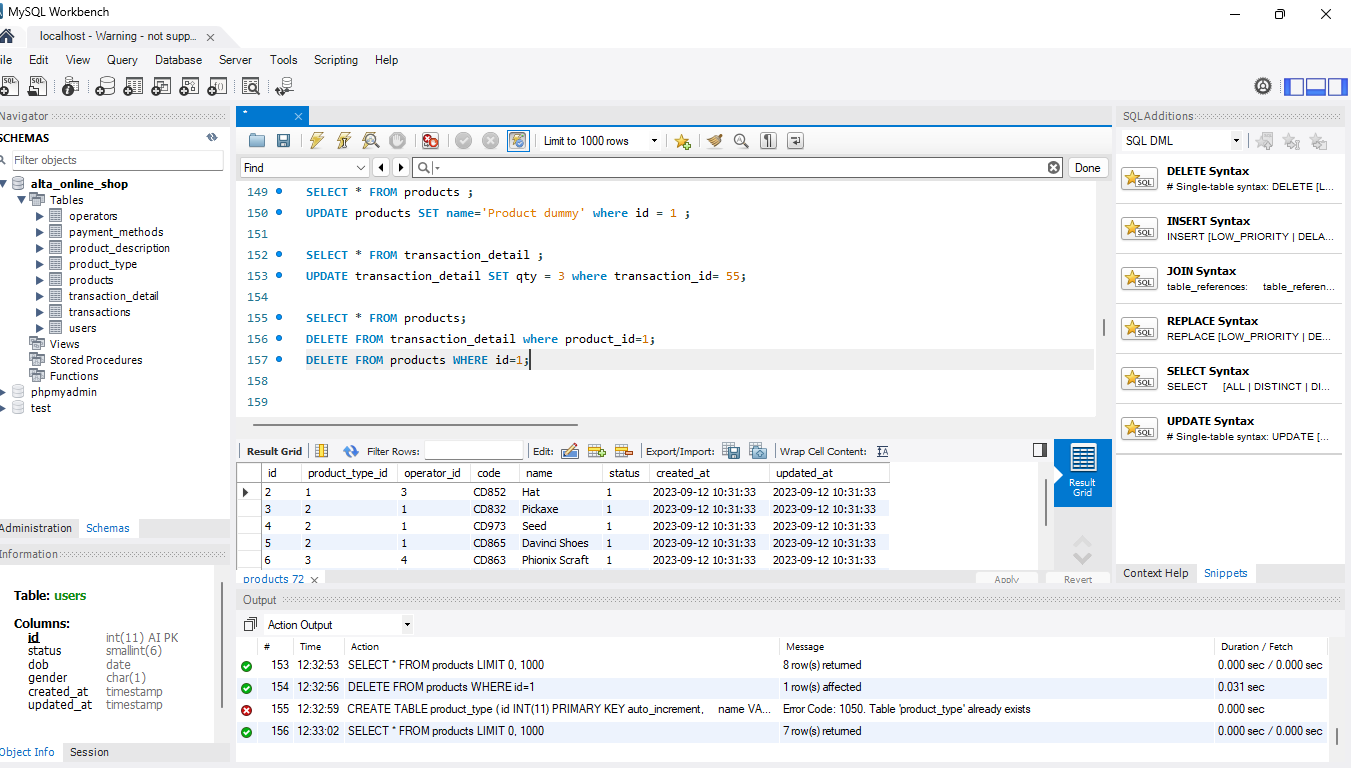 MySQL Workbench
localhost - Warning - not supp...
ile Edit View Query Database Server Tools Scripting Help
Navigator
SCHEMAS
Filter objects
alta_online_shop
Tables
operators
payment_methods
product_description
product_type
products
transaction_detail
transactions
users
Views
Stored Procedures
Functions
phpmyadmin
test
Administration Schemas
Information
Table: users
Columns:
id int(11) AI PK
status smallint(6)
dob date
gender char(1)
created_at timestamp
updated_at timestamp
Object Info Session
*
Limit to 1000 rows
Find
Done
149 SELECT * FROM products ;
150 UPDATE products SET name='Product dummy' where id = 1 ;
151
152 SELECT * FROM transaction_detail ;
153 UPDATE transaction_detail SET qty = 3 where transaction_id= 55;
154
155 SELECT * FROM products;
156 DELETE FROM transaction_detail where product_id=1;
157 DELETE FROM products WHERE id=1;
158
159
Result Grid Filter Rows: Edit: Export/Import: Wrap Cell Content:
id product_type_id operator_id code name status created_at updated_at
2 1 3 CD852 Hat 1 2023-09-12 10:31:33 2023-09-12 10:31:33
3 2 1 CD832 Pickaxe 1 2023-09-12 10:31:33 2023-09-12 10:31:33
4 2 1 CD973 Seed 1 2023-09-12 10:31:33 2023-09-12 10:31:33
5 2 1 CD865 Davinci Shoes 1 2023-09-12 10:31:33 2023-09-12 10:31:33
6 3 4 CD863 Phionix Scraft 1 2023-09-12 10:31:33 2023-09-12 10:31:33
Result
Grid
products 72 Apply Revert
Output
Action Output
# Time Action Message Duration / Fetch
153 12:32:53 SELECT * FROM products LIMIT 0, 1000 8 row(s) returned 0.000 sec / 0.000 sec
154 12:32:56 DELETE FROM products WHERE id=1 1 row(s) affected 0.031 sec
155 12:32:59 CREATE TABLE product_type ( id INT(11) PRIMARY KEY auto_increment, name VA... Error Code: 1050. Table 'product_type' already exists 0.000 sec
156 12:33:02 SELECT * FROM products LIMIT 0, 1000 7 row(s) returned 0.000 sec / 0.000 sec
SQLAdditions
SQL DML
DELETE Syntax
# Single-table syntax: DELETE [L...
INSERT Syntax
INSERT [LOW_PRIORITY | DELA...
JOIN Syntax
table_references: table_referen...
REPLACE Syntax
REPLACE [LOW_PRIORITY | DE...
SELECT Syntax
SELECT [ALL | DISTINCT | DI...
UPDATE Syntax
# Single-table syntax: UPDATE [...
Context Help Snippets